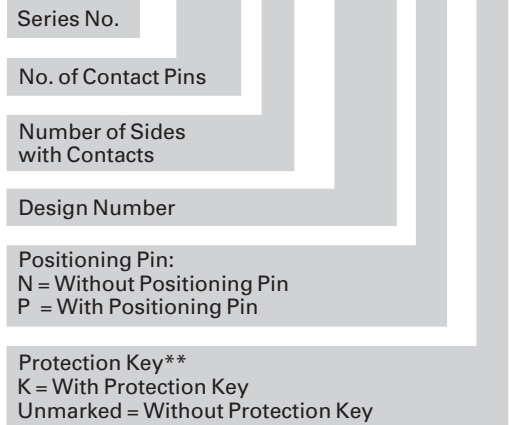 Series No.
No. of Contact Pins
Number of Sides
with Contacts
Design Number
Positioning Pin:
N = Without Positioning Pin
P = With Positioning Pin
Protection Key**
K = With Protection Key
Unmarked = Without Protection Key